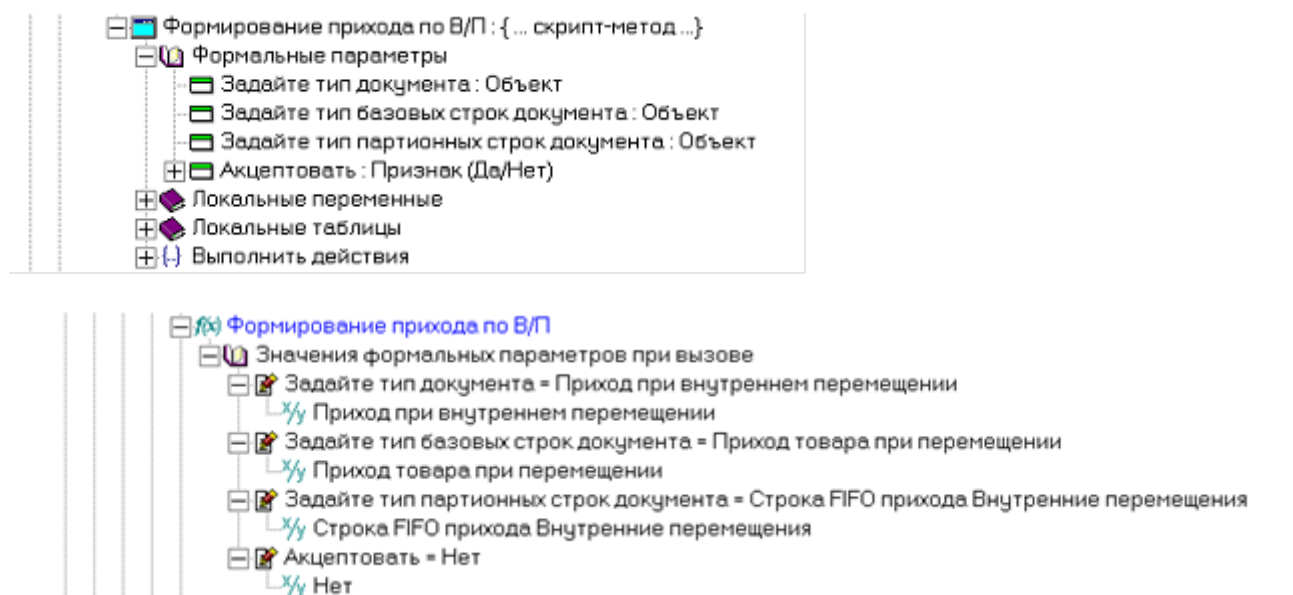 Формирование прихода по В/П : { ... скрипт-метод ...}
Формальные параметры
Задайте тип документа : Объект
Задайте тип базовых строк документа : Объект
Задайте тип партионных строк документа : Объект
Акцептовать : Признак (Да/Нет)
Локальные переменные
Локальные таблицы
{..} Выполнить действия
f(x) Формирование прихода по В/П
Значения формальных параметров при вызове
Задайте тип документа = Приход при внутреннем перемещении
x/y Приход при внутреннем перемещении
Задайте тип базовых строк документа = Приход товара при перемещении
x/y Приход товара при перемещении
Задайте тип партионных строк документа = Строка FIFO прихода Внутренние перемещения
x/y Строка FIFO прихода Внутренние перемещения
Акцептовать = Нет
x/y Нет